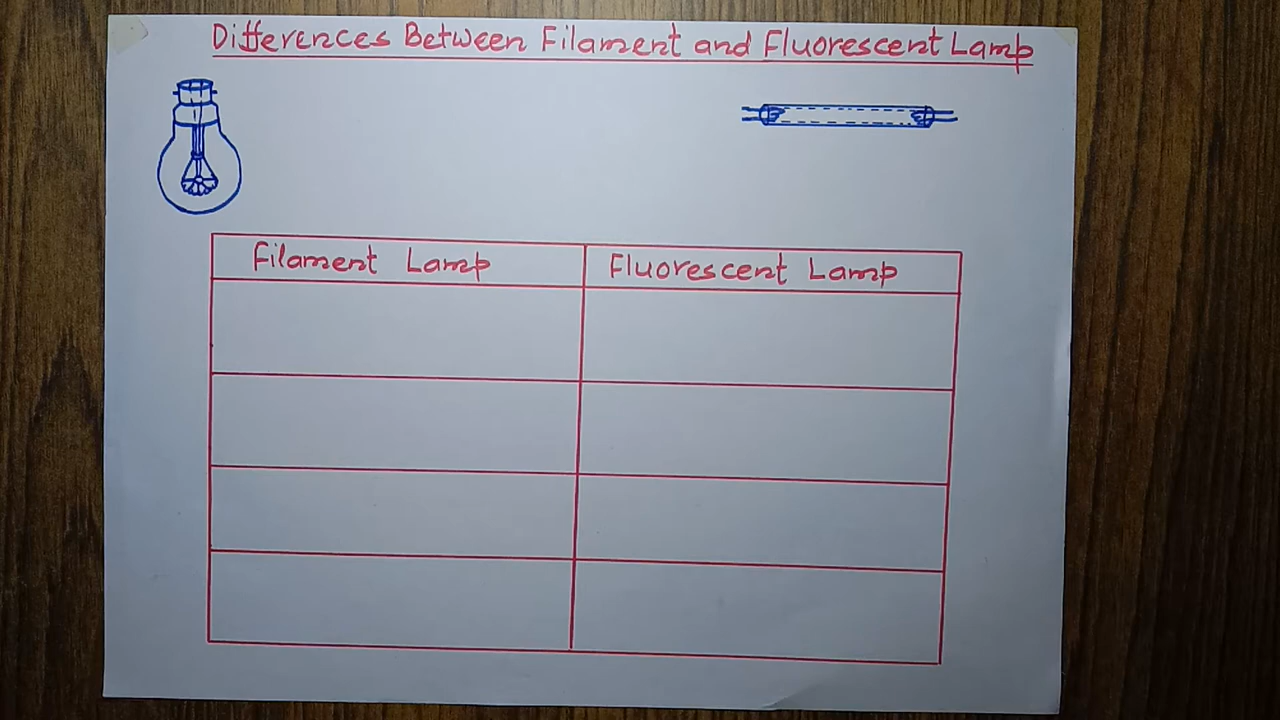 Differences Between Filament and Fluorescent Lamp
Filament Lamp
Fluorescent Lamp